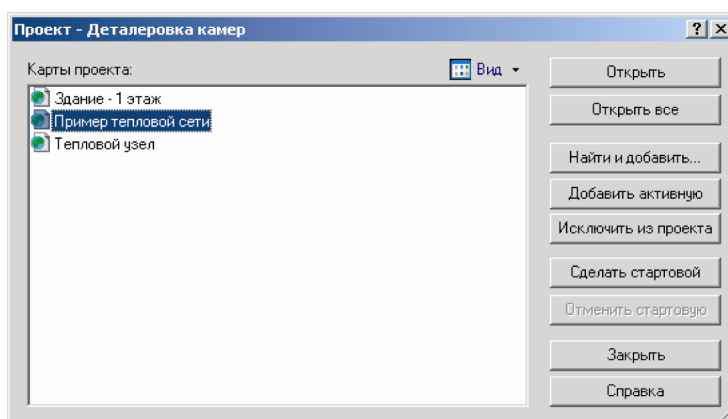 Проект - Деталеровка камер
Карты проекта:
Вид
Здание - 1 этаж
Пример тепловой сети
Тепловой узел
Открыть
Открыть все
Найти и добавить...
Добавить активную
Исключить из проекта
Сделать стартовой
Отменить стартовую
Закрыть
Справка